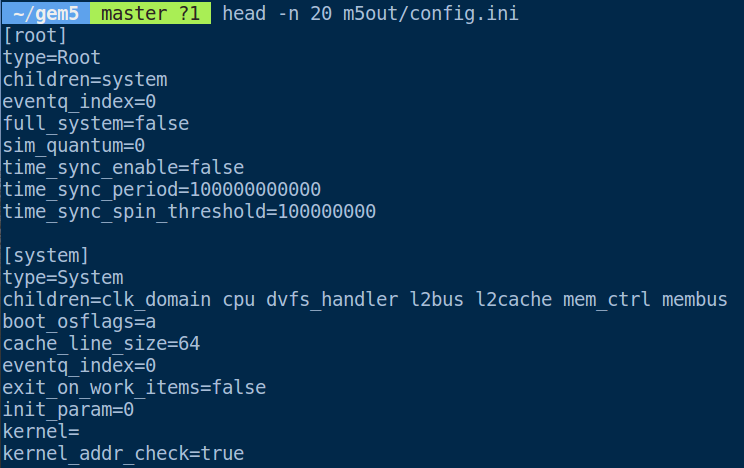 ~/gem5 master ?1 head -n 20 m5out/config.ini
[root]
type=Root
children=system
eventq_index=0
full_system=false
sim_quantum=0
time_sync_enable=false
time_sync_period=100000000000
time_sync_spin_threshold=100000000

[system]
type=System
children=clk_domain cpu dvfs_handler l2bus l2cache mem_ctrl membus
boot_osflags=a
cache_line_size=64
eventq_index=0
exit_on_work_items=false
init_param=0
kernel=
kernel_addr_check=true